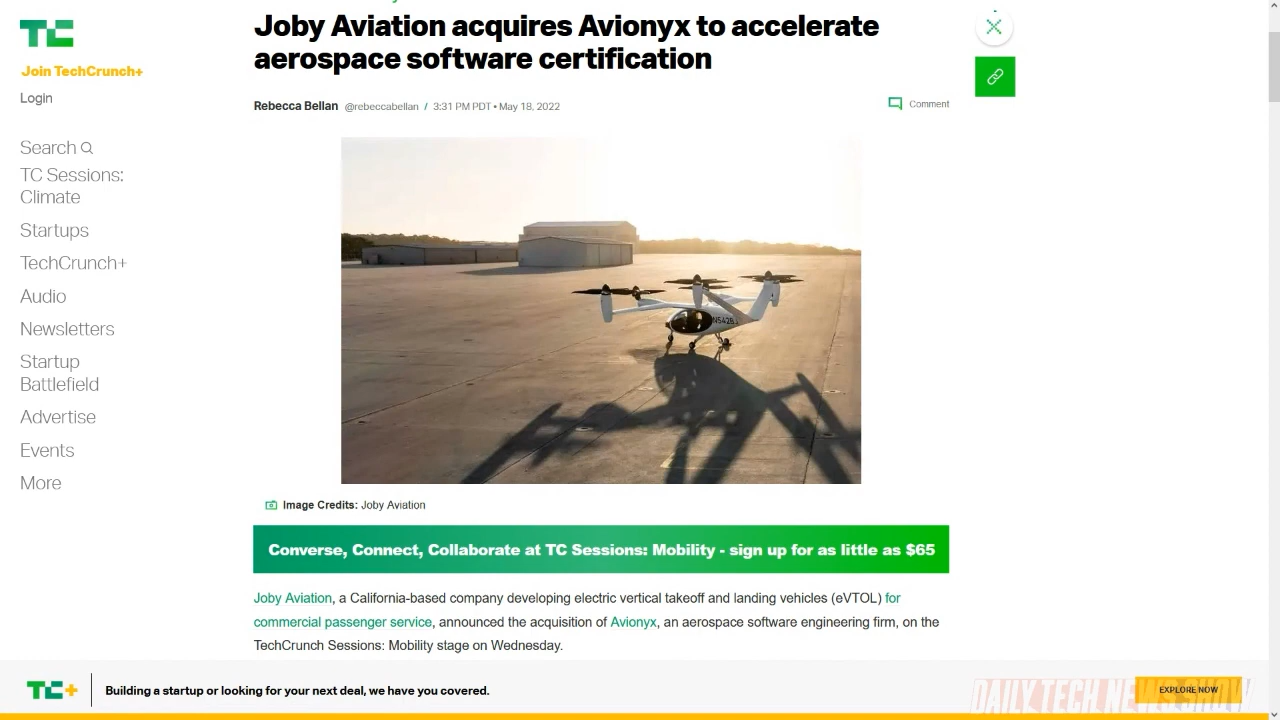 Joby Aviation acquires Avionyx to accelerate
aerospace software certification
Rebecca Bellan @rebeccabellan / 3:31 PM PDT • May 18, 2022
Comment
TC
Join TechCrunch+
Login
Search
TC Sessions:
Climate
Startups
TechCrunch+
Audio
Newsletters
Startup
Battlefield
Advertise
Events
More
N542BJ
Image Credits: Joby Aviation
Converse, Connect, Collaborate at TC Sessions: Mobility - sign up for as little as $65
Joby Aviation, a California-based company developing electric vertical takeoff and landing vehicles (eVTOL) for
commercial passenger service, announced the acquisition of Avionyx, an aerospace software engineering firm, on the
TechCrunch Sessions: Mobility stage on Wednesday.
TC+
Building a startup or looking for your next deal, we have you covered.
EXPLORE NOW
DAILY TECH NEWS SHOW